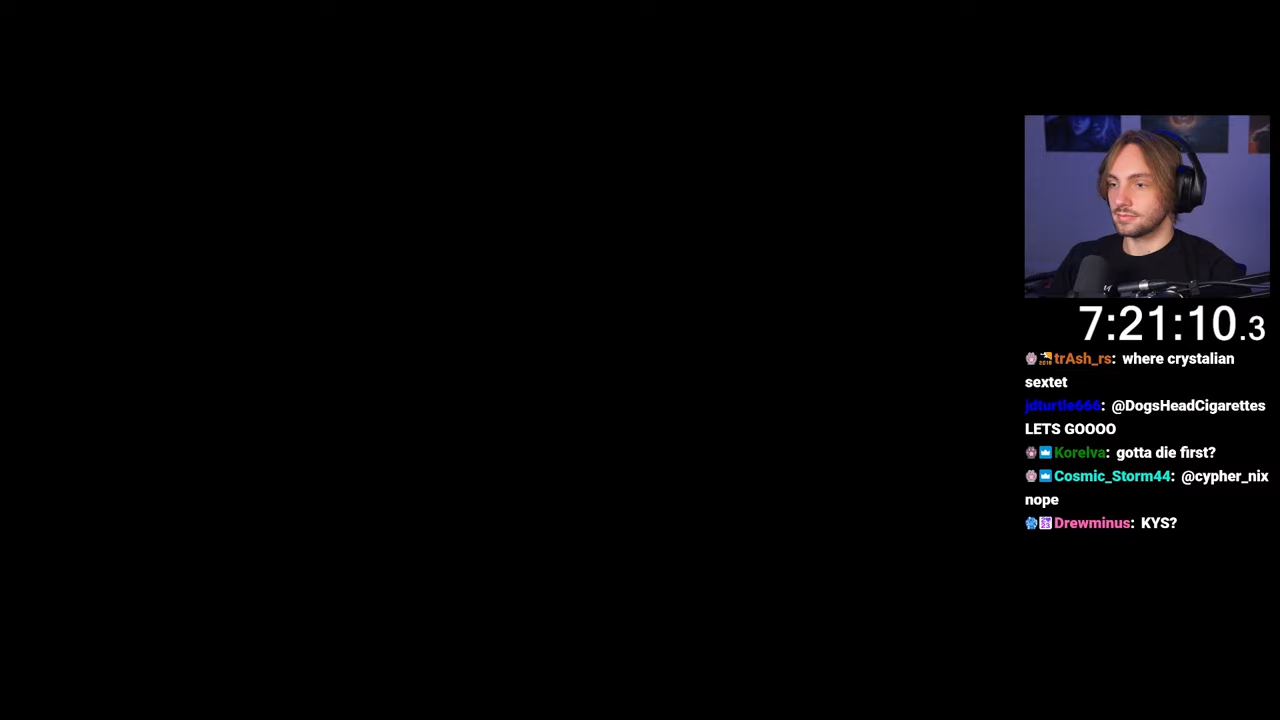 7:21:10.3
trAsh_rs: where crystalian
sextet
jdturtle666: @DogsHeadCigarettes
LETS GOOOO
Korelva: gotta die first?
Cosmic_Storm44: @cypher_nix
nope
Drewminus: KYS?